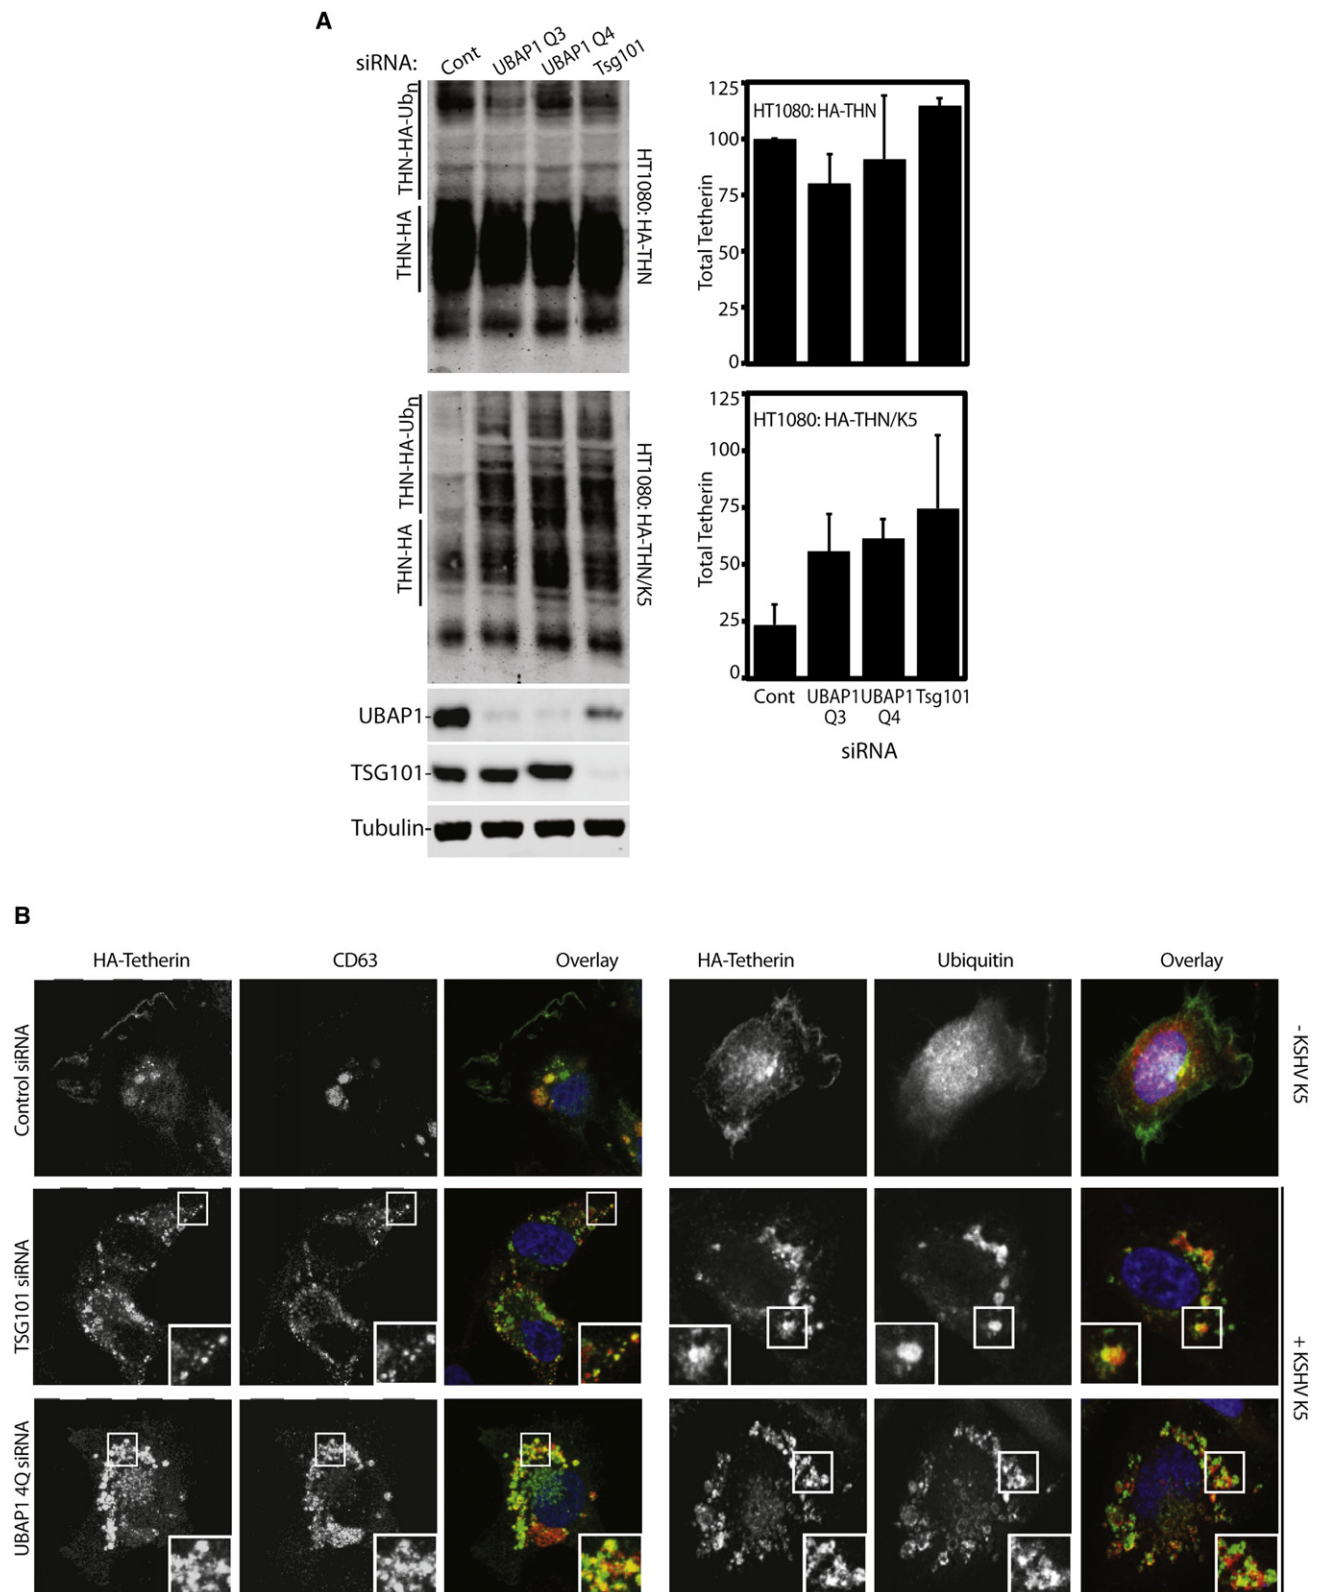 A
siRNA:
Cont
UBAP1 Q3
UBAP1 Q4
Tsg101
THN-HA-Ubn
THN-HA
HT1080: HA-THN
THN-HA-Ubn
THN-HA
HT1080: HA-THN/K5
UBAP1-
TSG101-
Tubulin-
125
100
75
50
25
0
Total Tetherin
HT1080: HA-THN
125
100
75
50
25
0
Total Tetherin
HT1080: HA-THN/K5
Cont UBAP1 UBAP1 Tsg101
Q3 Q4
siRNA
B
HA-Tetherin CD63 Overlay HA-Tetherin Ubiquitin Overlay
Control siRNA
- KSHV K5
TSG101 siRNA
UBAP1 4Q siRNA
+ KSHV K5